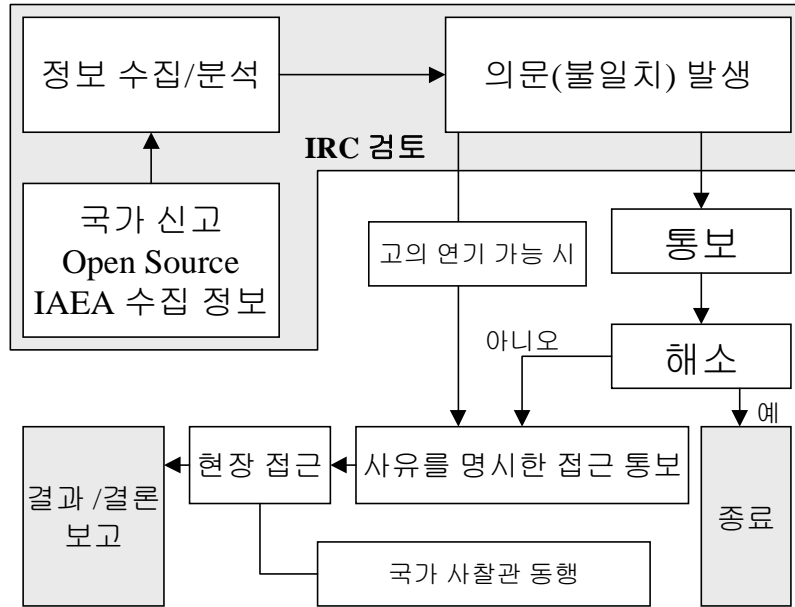 정보 수집/분석
의문(불일치) 발생
IRC 검토
국가 신고
Open Source
IAEA 수집 정보
고의 연기 가능 시
통보
아니오
해소
예
결과 /결론
보고
현장 접근
사유를 명시한 접근 통보
종료
국가 사찰관 동행